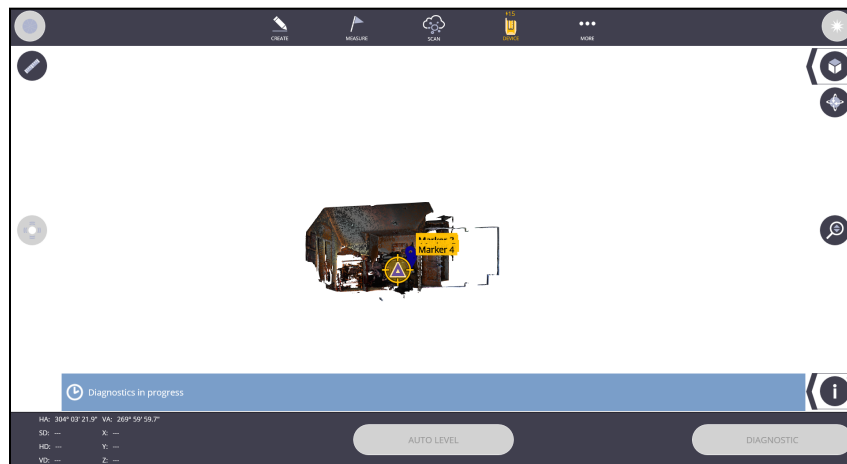 +15
CREATE
MEASURE
SCAN
DEVICE
MORE
Marker 4
Diagnostics in progress
HA: 304° 03' 21.9" VA: 269° 59' 59.7"
SD: --- X: ---
HD: --- Y: ---
VD: --- Z: ---
AUTO LEVEL
DIAGNOSTIC